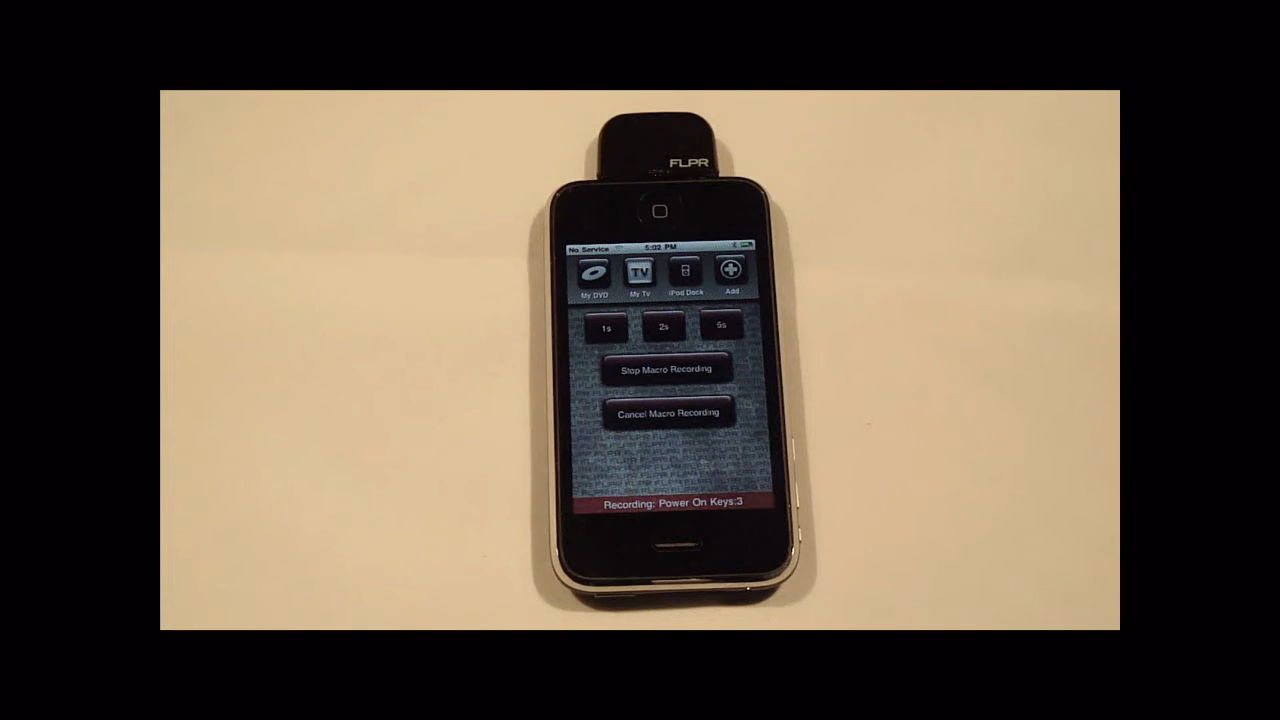 FLPR
No Service 5:02 PM
TV
My DVD My Tv iPod Dock Add
1s 2s 5s
Stop Macro Recording
Cancel Macro Recording
Recording: Power On Keys:3